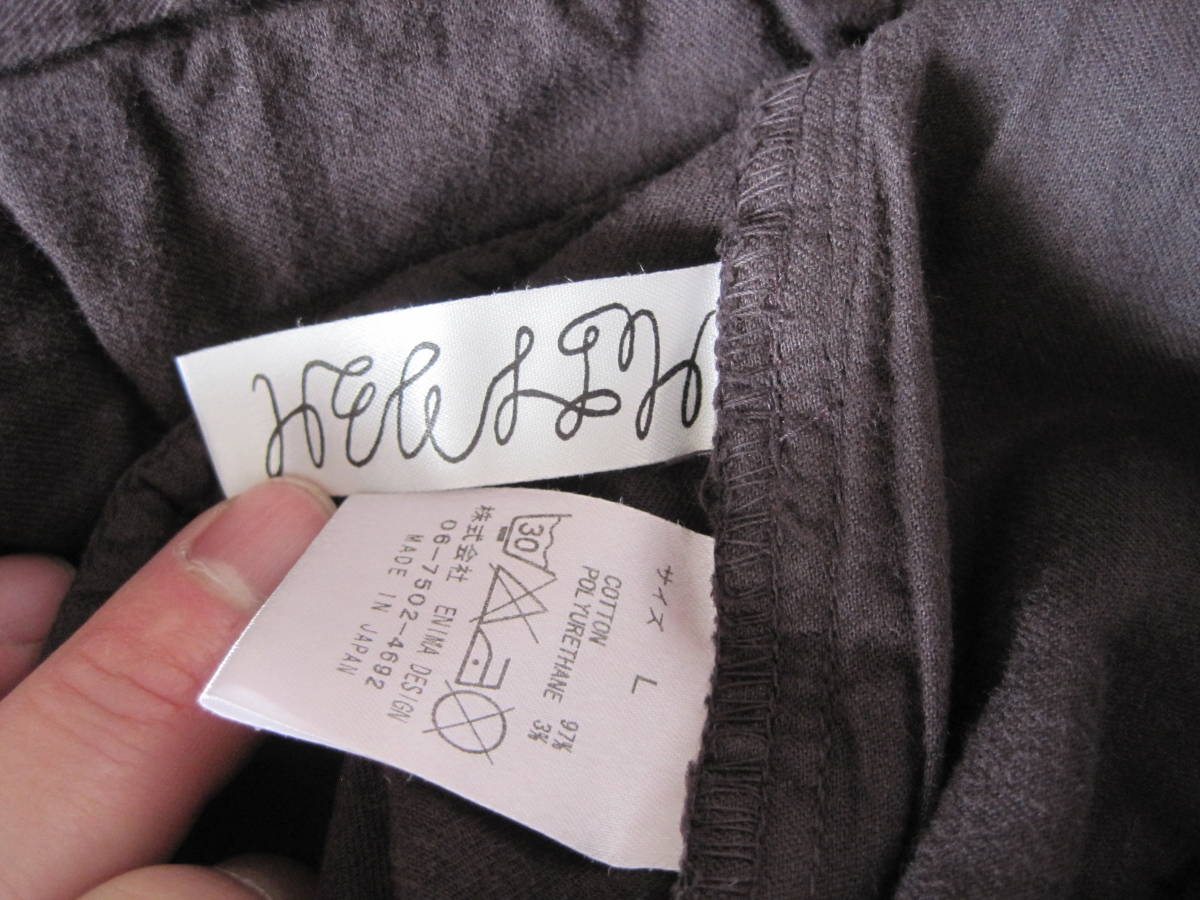 サイズ L
COTTON 97%
POLYURETHANE 3%
30
株式会社 ENIMA DESIGN
06-7502-4692
MADE IN JAPAN